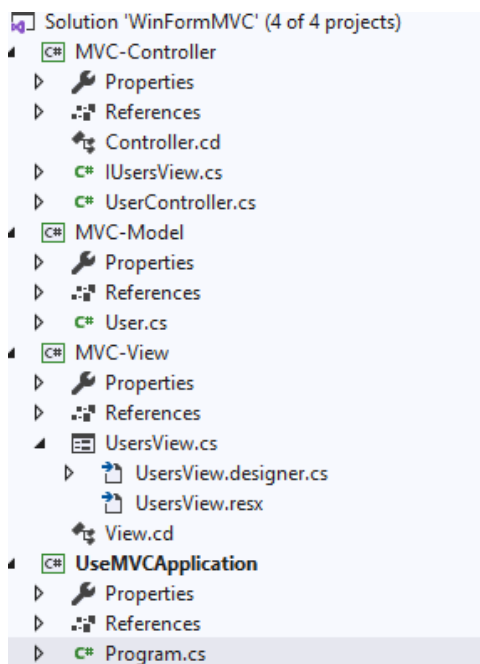 Solution 'WinFormMVC' (4 of 4 projects)
C# MVC-Controller
Properties
References
Controller.cd
C# IUsersView.cs
C# UserController.cs
C# MVC-Model
Properties
References
C# User.cs
C# MVC-View
Properties
References
UsersView.cs
UsersView.designer.cs
UsersView.resx
View.cd
C# UseMVCApplication
Properties
References
C# Program.cs